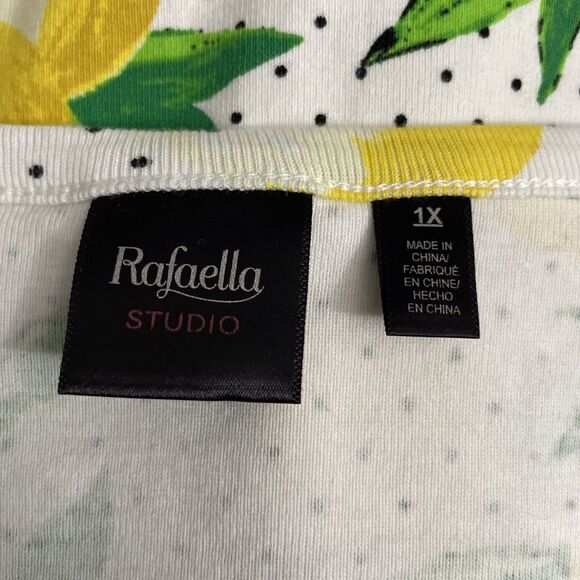 Rafaella
STUDIO
1X
MADE IN
CHINA/
FABRIQUÉ
EN CHINE/
HECHO
EN CHINA